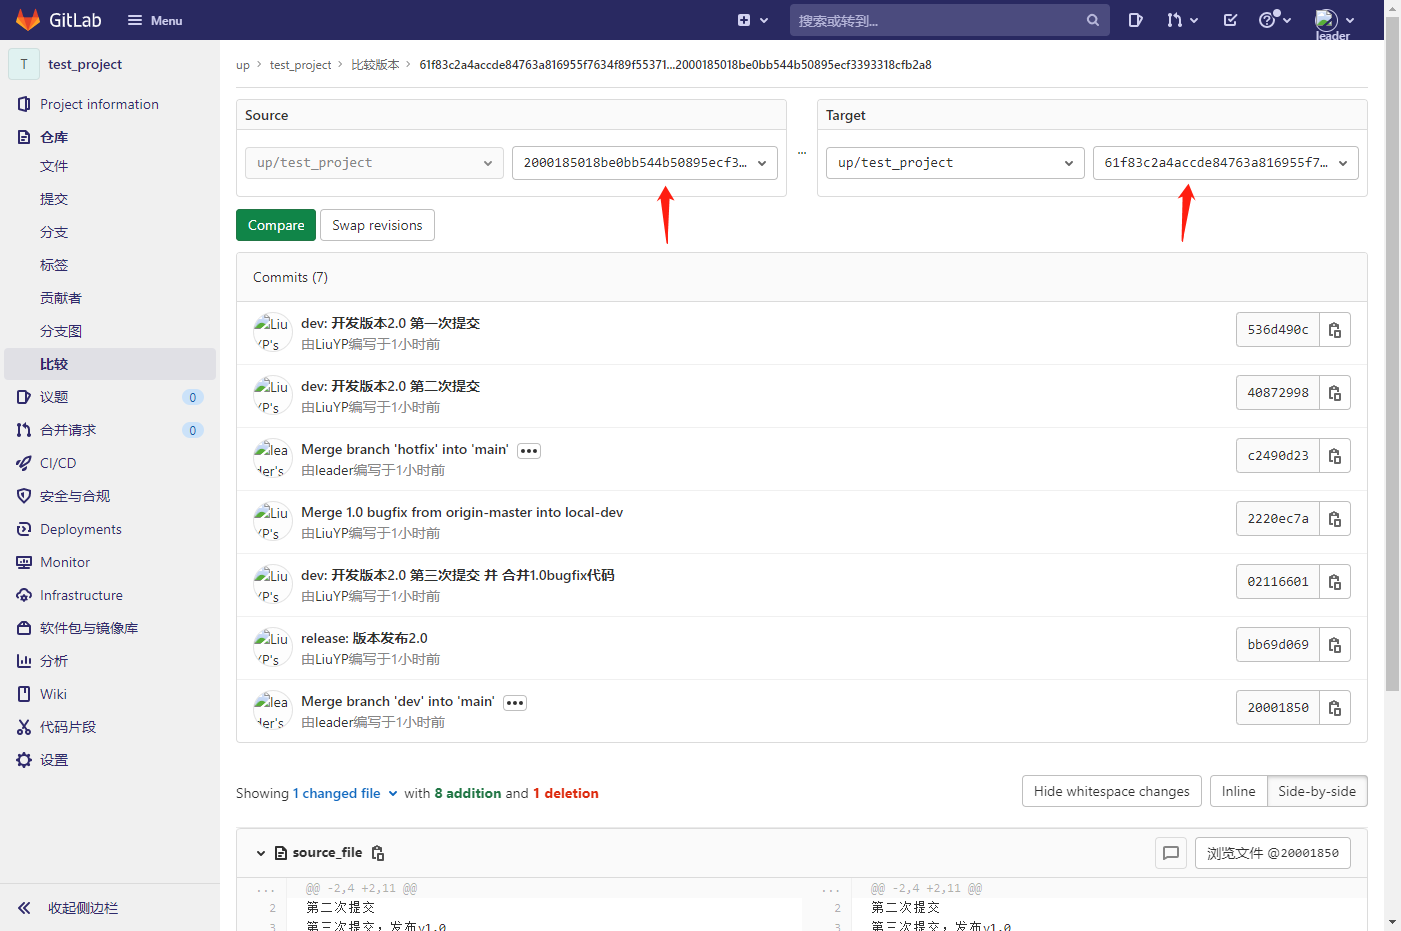 GitLab
Menu
搜索或转到...
leader
T test_project
Project information
仓库
文件
提交
分支
标签
贡献者
分支图
比较
议题 0
合并请求 0
CI/CD
安全与合规
Deployments
Monitor
Infrastructure
软件包与镜像库
分析
Wiki
代码片段
设置
收起侧边栏
up > test_project > 比较版本 > 61f83c2a4accde84763a816955f7634f89f55371...2000185018be0bb544b50895ecf3393318cfb2a8
Source
up/test_project
2000185018be0bb544b50895ecf3...
...
Target
up/test_project
61f83c2a4accde84763a816955f7...
Compare
Swap revisions
Commits (7)
Liu
YP's
dev: 开发版本2.0 第一次提交
由LiuYP编写于1小时前
536d490c
Liu
YP's
dev: 开发版本2.0 第二次提交
由LiuYP编写于1小时前
40872998
lea
der's
Merge branch 'hotfix' into 'main'
由leader编写于1小时前
c2490d23
Liu
YP's
Merge 1.0 bugfix from origin-master into local-dev
由LiuYP编写于1小时前
2220ec7a
Liu
YP's
dev: 开发版本2.0 第三次提交 并 合并1.0bugfix代码
由LiuYP编写于1小时前
02116601
Liu
YP's
release: 版本发布2.0
由LiuYP编写于1小时前
bb69d069
lea
der's
Merge branch 'dev' into 'main'
由leader编写于1小时前
20001850
Showing 1 changed file with 8 addition and 1 deletion
Hide whitespace changes
Inline
Side-by-side
source_file
浏览文件 @20001850
... @@ -2,4 +2,11 @@
2 第二次提交
3 第三次提交，发布v1.0
... @@ -2,4 +2,11 @@
2 第二次提交
3 第三次提交，发布v1.0